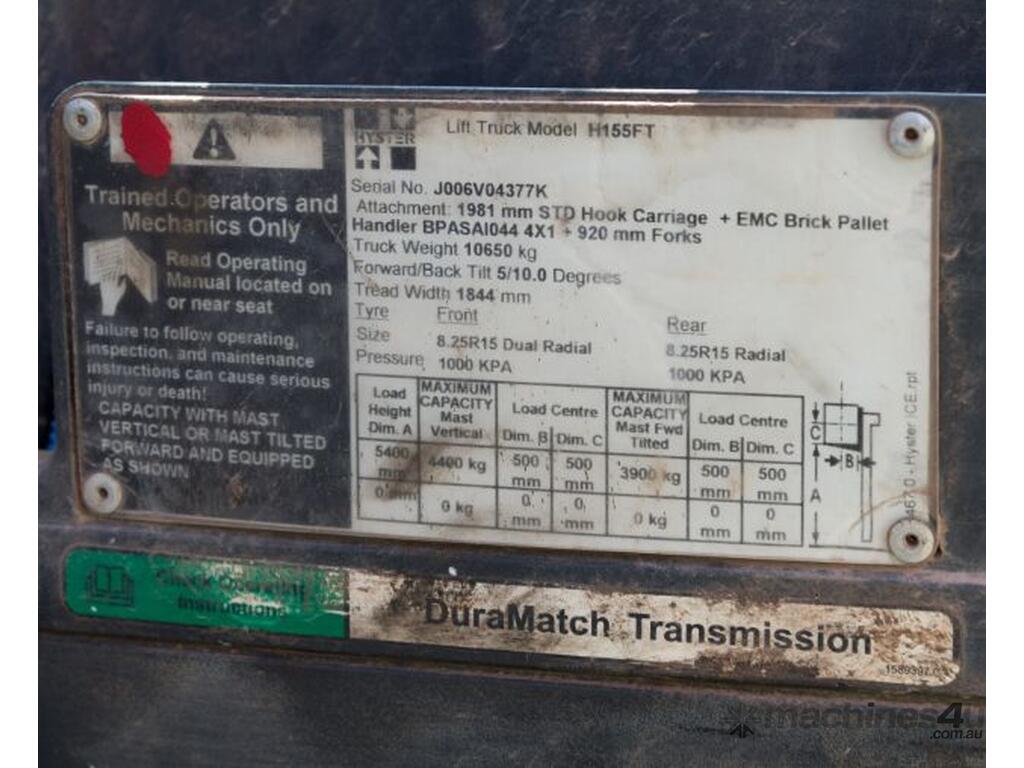 Trained Operators and
Mechanics Only
Read Operating
Manual located on
or near seat
Failure to follow operating,
inspection, and maintenance
instructions can cause serious
injury or death!
CAPACITY WITH MAST
VERTICAL OR MAST TILTED
FORWARD AND EQUIPPED
AS SHOWN
HYSTER
Lift Truck Model H155FT
Serial No. J006V04377K
Attachment: 1981 mm STD Hook Carriage + EMC Brick Pallet
Handler BPASAI044 4X1 + 920 mm Forks
Truck Weight 10650 kg
Forward/Back Tilt 5/10.0 Degrees
Tread Width 1844 mm
Tyre Front Rear
Size 8.25R15 Dual Radial 8.25R15 Radial
Pressure 1000 KPA 1000 KPA
Load Height Dim. A MAXIMUM CAPACITY Mast Vertical Load Centre Dim. B Dim. C MAXIMUM CAPACITY Mast Fwd Tilted Load Centre Dim. B Dim. C
5400 mm 4400 kg 500 mm 500 mm 3900 kg 500 mm 500 mm
0 mm 0 kg 0 mm 0 mm 0 kg 0 mm 0 mm
C
B
A
Hyster ICE.rpt
Check Operating
Instructions
DuraMatch Transmission
machines4u
.com.au